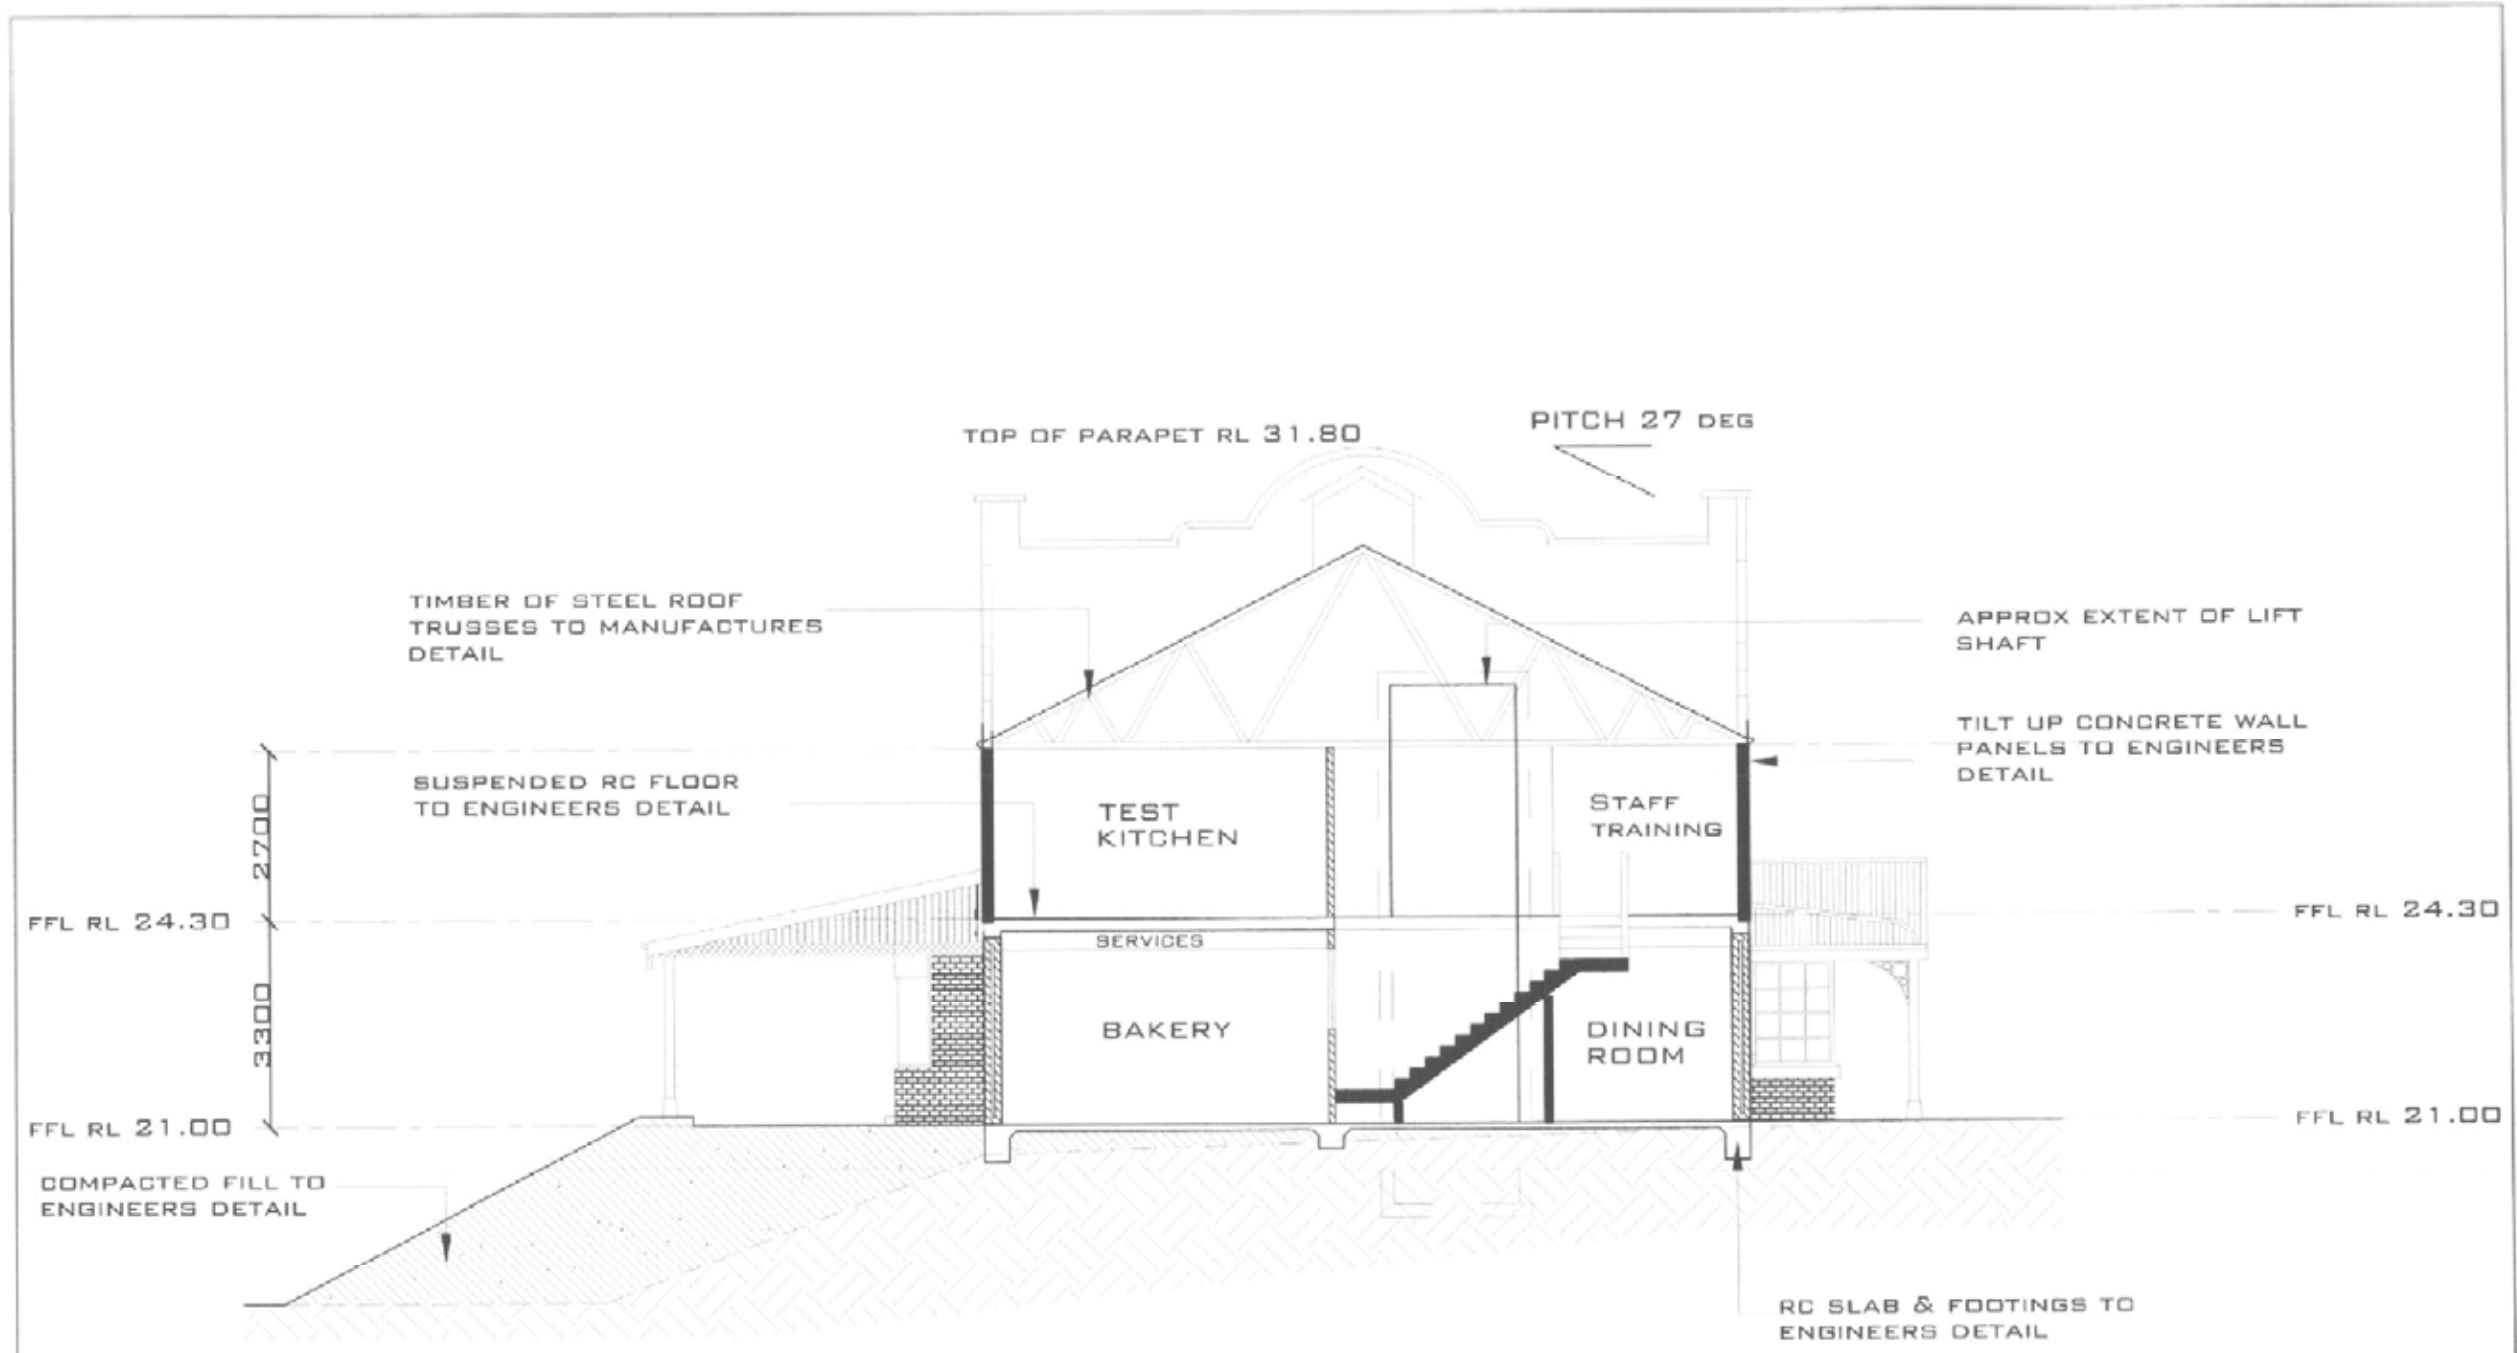 TOP OF PARAPET RL 31.80
PITCH 27 DEG
TIMBER OF STEEL ROOF
TRUSSES TO MANUFACTURES
DETAIL
APPROX EXTENT OF LIFT
SHAFT
TILT UP CONCRETE WALL
PANELS TO ENGINEERS
DETAIL
SUSPENDED RC FLOOR
TO ENGINEERS DETAIL
2700
TEST
KITCHEN
STAFF
TRAINING
FFL RL 24.30
FFL RL 24.30
SERVICES
3300
BAKERY
DINING
ROOM
FFL RL 21.00
FFL RL 21.00
COMPACTED FILL TO
ENGINEERS DETAIL
RC SLAB & FOOTINGS TO
ENGINEERS DETAIL